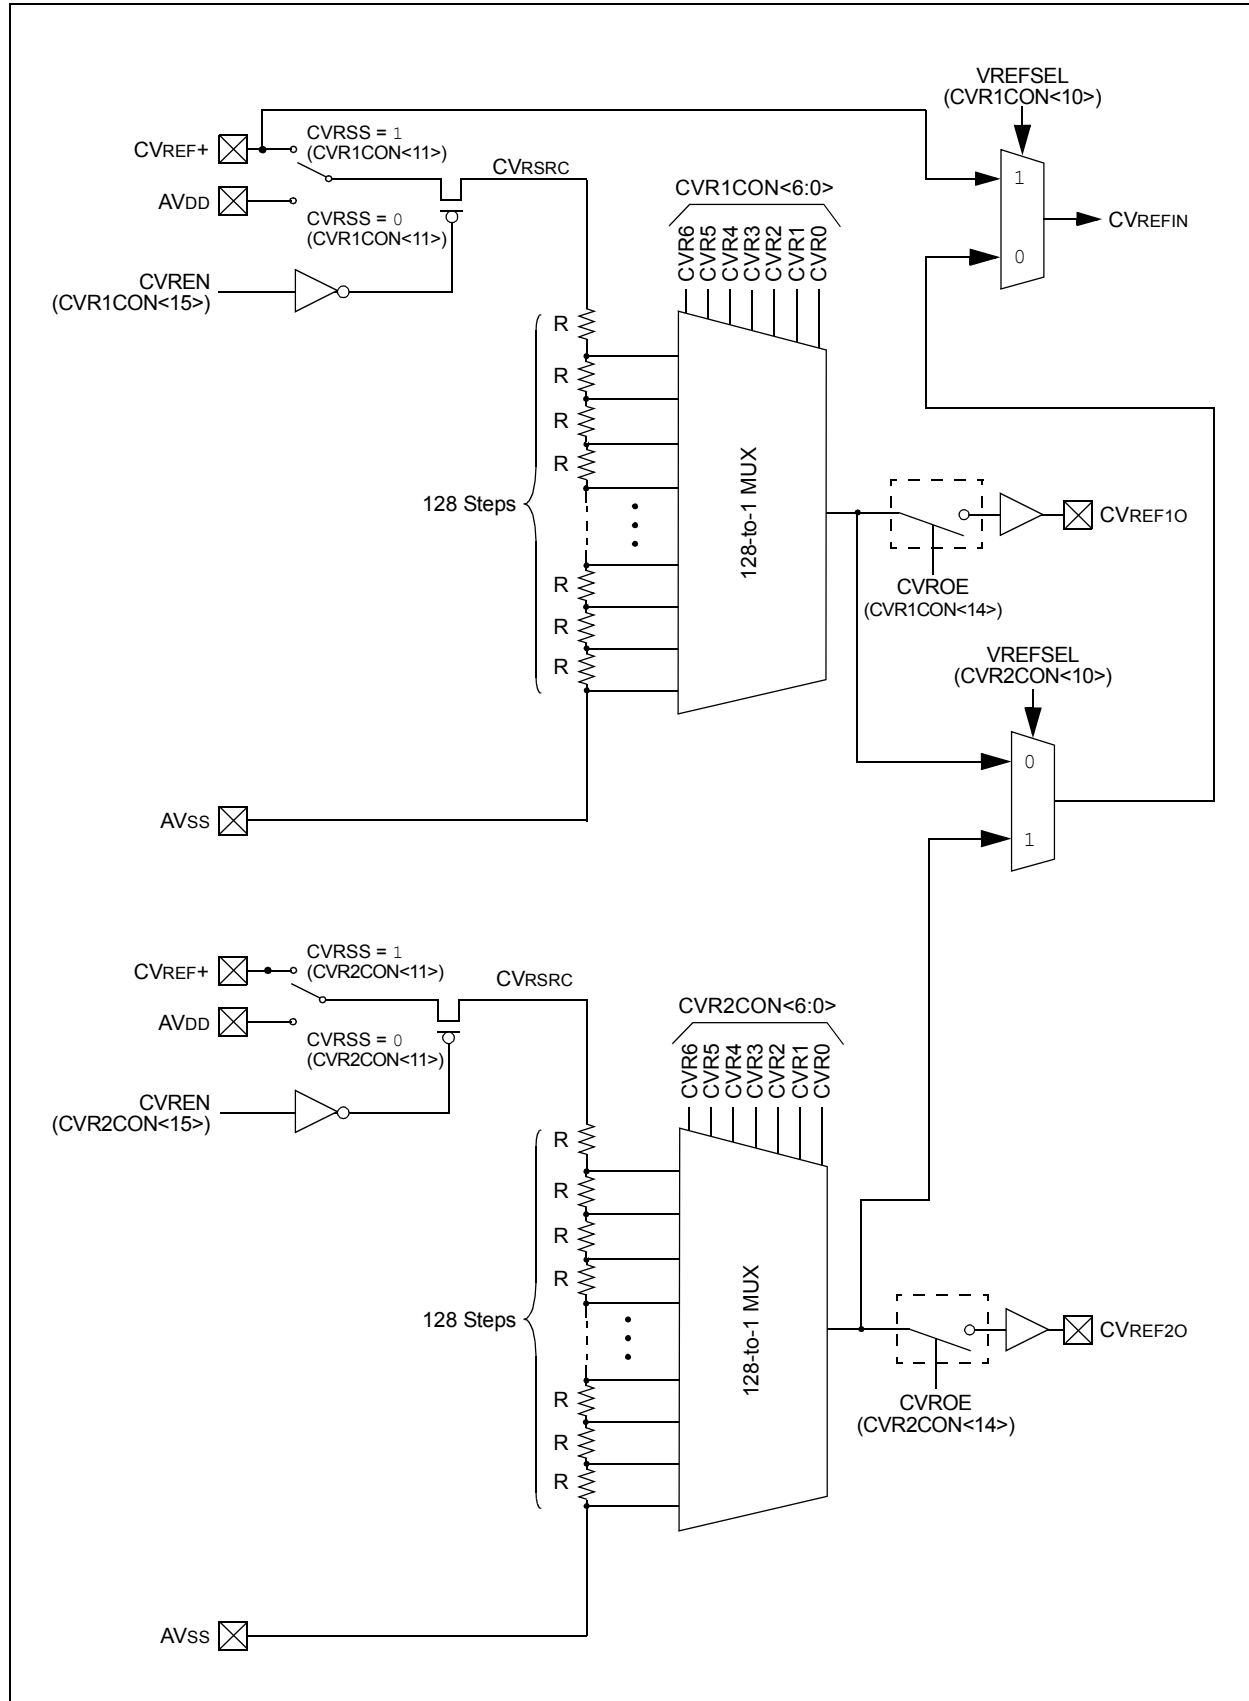 VREFSEL
(CVR1CON<10>)
CVREF+
CVRSS = 1
(CVR1CON<11>)
CVRSRC
AVDD
CVRSS = 0
(CVR1CON<11>)
CVREN
(CVR1CON<15>)
CVR1CON<6:0>
CVR6
CVR5
CVR4
CVR3
CVR2
CVR1
CVR0
1
0
CVREFIN
R
R
R
R
128 Steps
R
R
R
128-to-1 MUX
CVREF1O
CVROE
(CVR1CON<14>)
VREFSEL
(CVR2CON<10>)
0
1
AVSS
CVREF+
CVRSS = 1
(CVR2CON<11>)
CVRSRC
AVDD
CVRSS = 0
(CVR2CON<11>)
CVREN
(CVR2CON<15>)
CVR2CON<6:0>
CVR6
CVR5
CVR4
CVR3
CVR2
CVR1
CVR0
R
R
R
R
128 Steps
R
R
R
128-to-1 MUX
CVREF2O
CVROE
(CVR2CON<14>)
AVSS